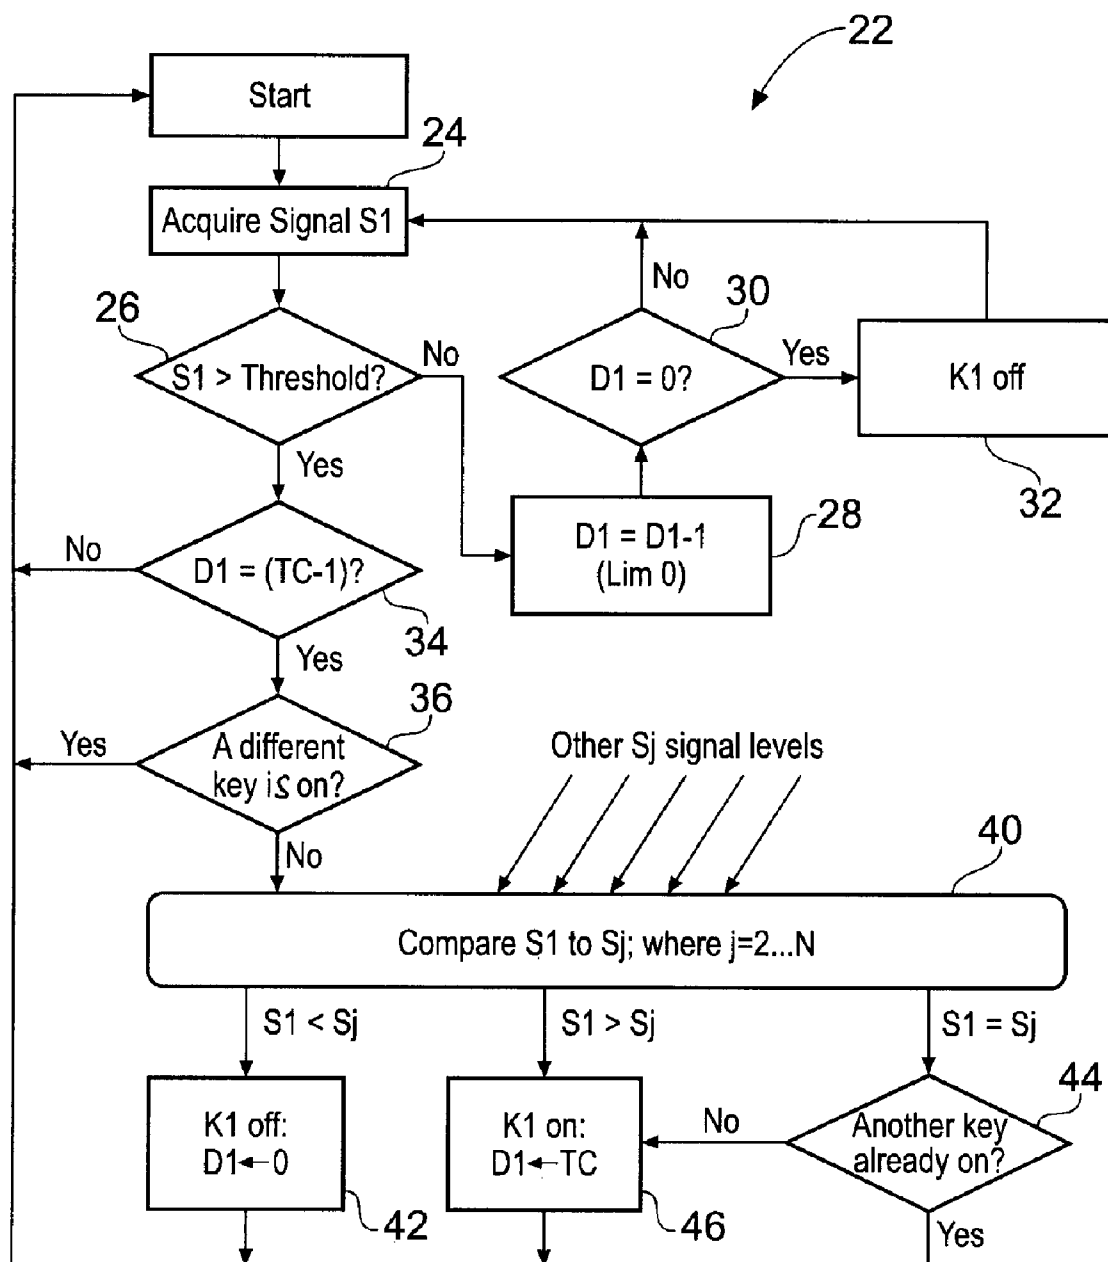 22
Start
24
Acquire Signal S1
26
S1 > Threshold?
No
Yes
No
30
D1 = 0?
Yes
K1 off
32
D1 = D1-1
(Lim 0)
28
No
D1 = (TC-1)?
34
Yes
36
Yes
A different
key is on?
No
Other Sj signal levels
40
Compare S1 to Sj; where j=2...N
S1 < Sj
S1 > Sj
S1 = Sj
K1 off:
D1←0
42
K1 on:
D1←TC
46
No
44
Another key
already on?
Yes